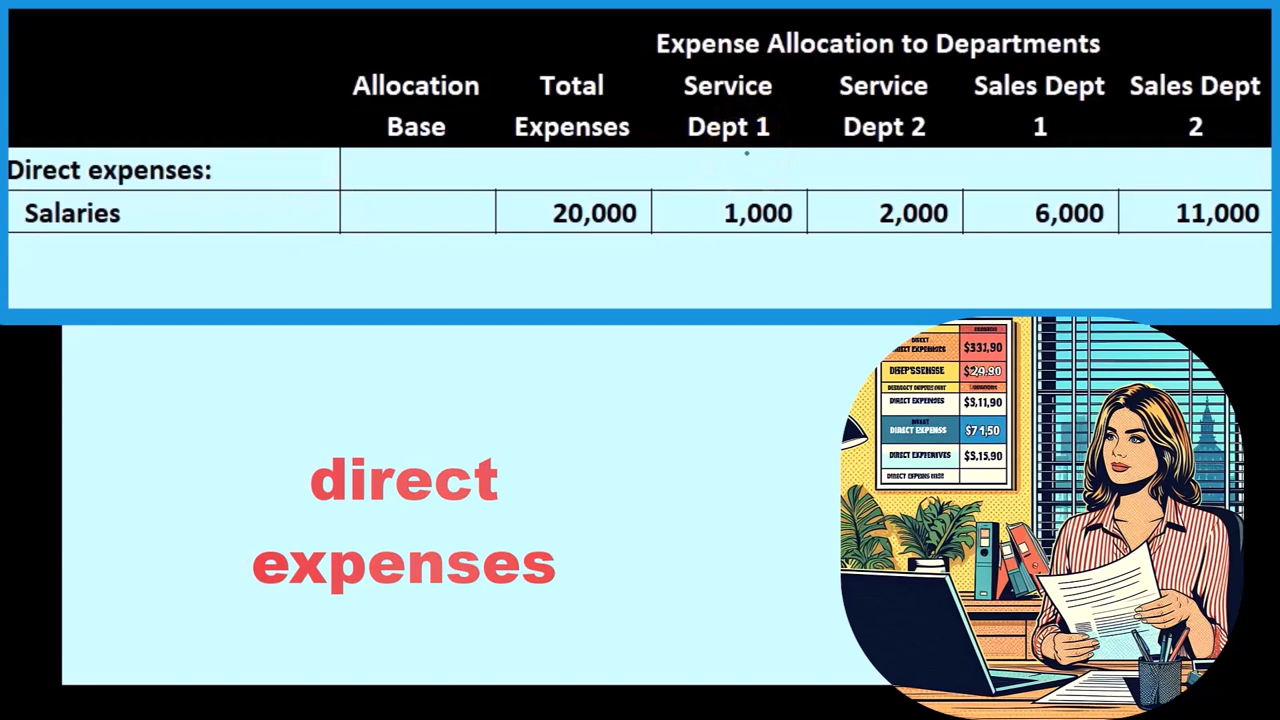 Expense Allocation to Departments
Allocation Base Total Expenses Service Dept 1 Service Dept 2 Sales Dept 1 Sales Dept 2
Direct expenses:
Salaries 20,000 1,000 2,000 6,000 11,000
direct
expenses
$331,90
DIRECT EXPENSES $3,11,90
DIRECT EXPENSS $71,50
$3,15,90